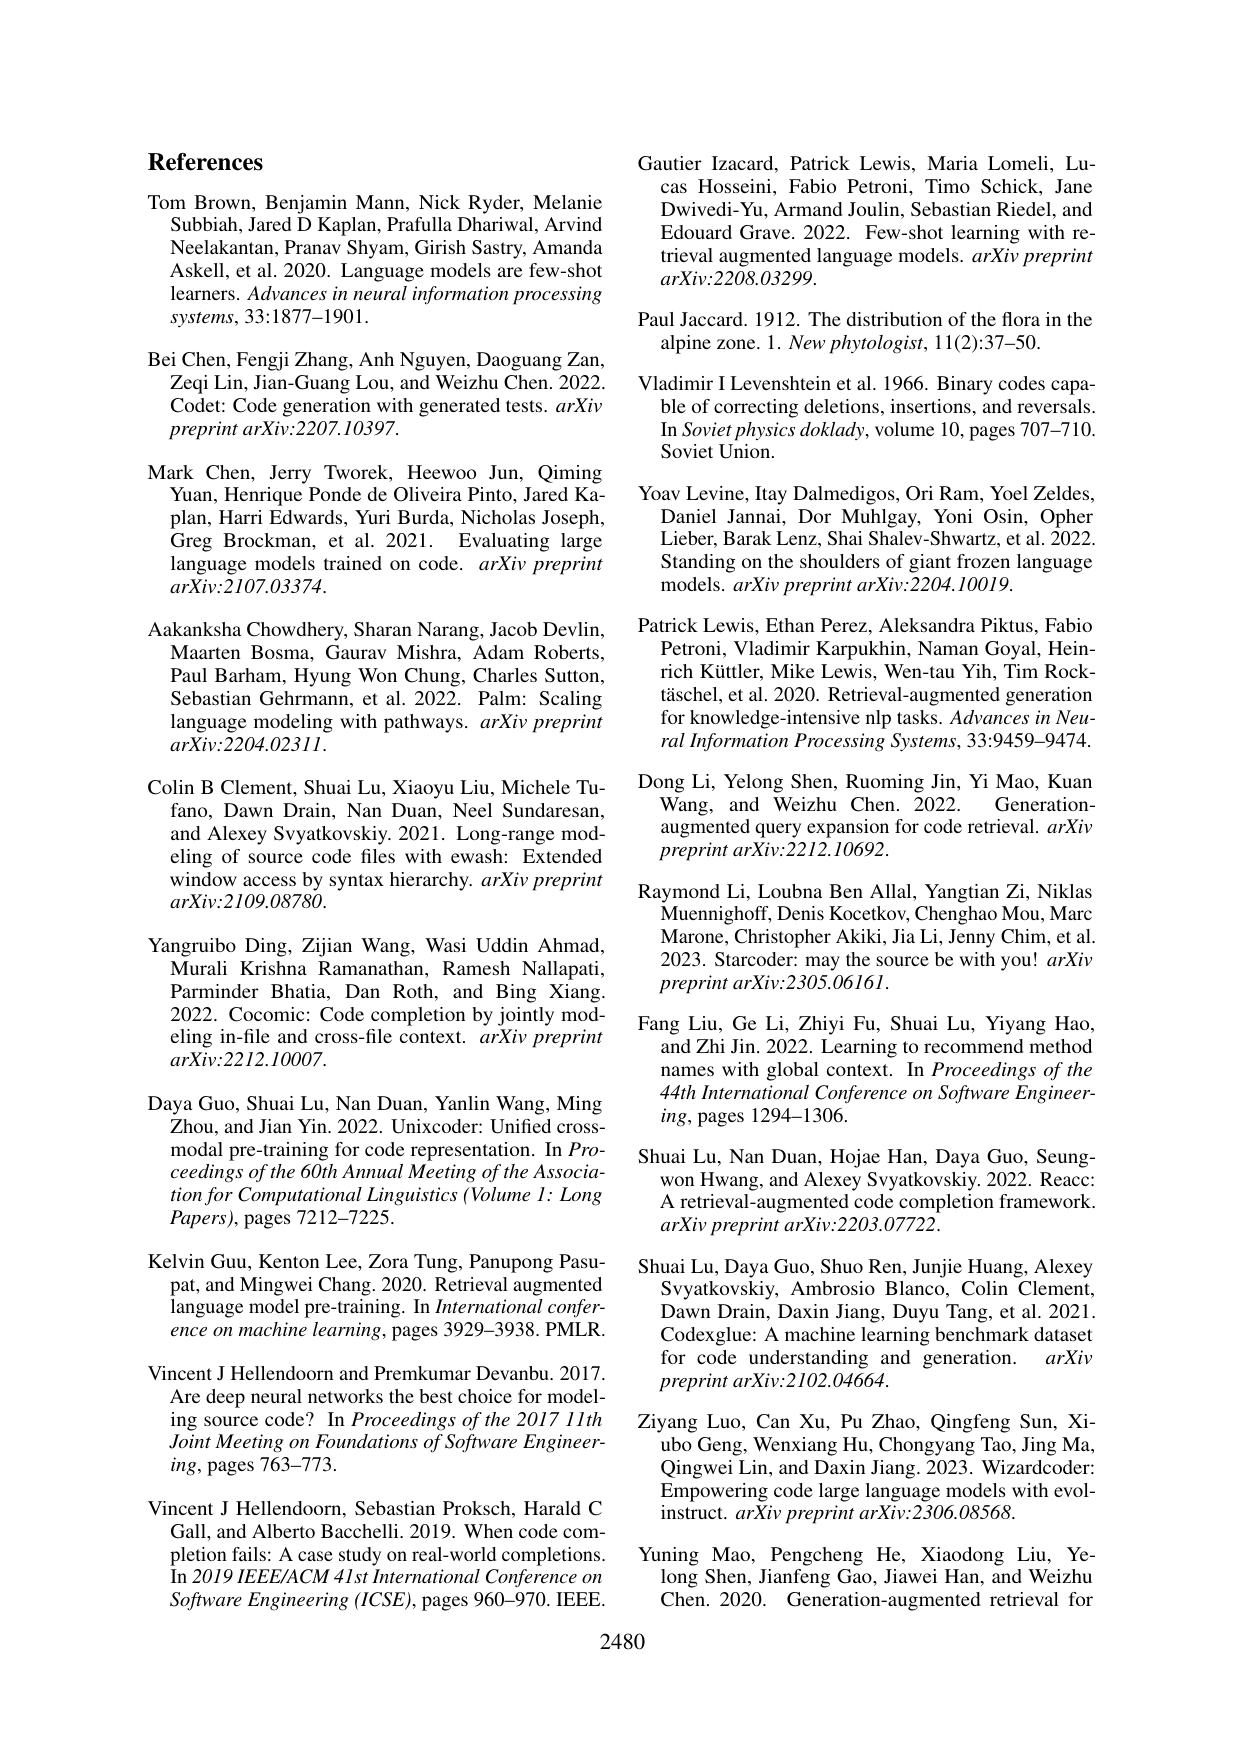 References
Tom Brown, Benjamin Mann, Nick Ryder, Melanie
Subbiah, Jared D Kaplan, Prafulla Dhariwal, Arvind
Neelakantan, Pranav Shyam, Girish Sastry, Amanda
Askell, et al. 2020. Language models are few-shot
learners. Advances in neural information processing
systems, 33:1877–1901.
Bei Chen, Fengji Zhang, Anh Nguyen, Daoguang Zan,
Zeqi Lin, Jian-Guang Lou, and Weizhu Chen. 2022.
Codet: Code generation with generated tests. arXiv
preprint arXiv:2207.10397.
Mark Chen, Jerry Tworek, Heewoo Jun, Qiming
Yuan, Henrique Ponde de Oliveira Pinto, Jared Ka-
plan, Harri Edwards, Yuri Burda, Nicholas Joseph,
Greg Brockman, et al. 2021. Evaluating large
language models trained on code. arXiv preprint
arXiv:2107.03374.
Aakanksha Chowdhery, Sharan Narang, Jacob Devlin,
Maarten Bosma, Gaurav Mishra, Adam Roberts,
Paul Barham, Hyung Won Chung, Charles Sutton,
Sebastian Gehrmann, et al. 2022. Palm: Scaling
language modeling with pathways. arXiv preprint
arXiv:2204.02311.
Colin B Clement, Shuai Lu, Xiaoyu Liu, Michele Tu-
fano, Dawn Drain, Nan Duan, Neel Sundaresan,
and Alexey Svyatkovskiy. 2021. Long-range mod-
eling of source code files with ewash: Extended
window access by syntax hierarchy. arXiv preprint
arXiv:2109.08780.
Yangruibo Ding, Zijian Wang, Wasi Uddin Ahmad,
Murali Krishna Ramanathan, Ramesh Nallapati,
Parminder Bhatia, Dan Roth, and Bing Xiang.
2022. Cocomic: Code completion by jointly mod-
eling in-file and cross-file context. arXiv preprint
arXiv:2212.10007.
Daya Guo, Shuai Lu, Nan Duan, Yanlin Wang, Ming
Zhou, and Jian Yin. 2022. Unixcoder: Unified cross-
modal pre-training for code representation. In Pro-
ceedings of the 60th Annual Meeting of the Associa-
tion for Computational Linguistics (Volume 1: Long
Papers), pages 7212–7225.
Kelvin Guu, Kenton Lee, Zora Tung, Panupong Pasu-
pat, and Mingwei Chang. 2020. Retrieval augmented
language model pre-training. In International confer-
ence on machine learning, pages 3929–3938. PMLR.
Vincent J Hellendoorn and Premkumar Devanbu. 2017.
Are deep neural networks the best choice for model-
ing source code? In Proceedings of the 2017 11th
Joint Meeting on Foundations of Software Engineer-
ing, pages 763–773.
Vincent J Hellendoorn, Sebastian Proksch, Harald C
Gall, and Alberto Bacchelli. 2019. When code com-
pletion fails: A case study on real-world completions.
In 2019 IEEE/ACM 41st International Conference on
Software Engineering (ICSE), pages 960–970. IEEE.
Gautier Izacard, Patrick Lewis, Maria Lomeli, Lu-
cas Hosseini, Fabio Petroni, Timo Schick, Jane
Dwivedi-Yu, Armand Joulin, Sebastian Riedel, and
Edouard Grave. 2022. Few-shot learning with re-
trieval augmented language models. arXiv preprint
arXiv:2208.03299.
Paul Jaccard. 1912. The distribution of the flora in the
alpine zone. 1. New phytologist, 11(2):37–50.
Vladimir I Levenshtein et al. 1966. Binary codes capa-
ble of correcting deletions, insertions, and reversals.
In Soviet physics doklady, volume 10, pages 707–710.
Soviet Union.
Yoav Levine, Itay Dalmedigos, Ori Ram, Yoel Zeldes,
Daniel Jannai, Dor Muhlgay, Yoni Osin, Opher
Lieber, Barak Lenz, Shai Shalev-Shwartz, et al. 2022.
Standing on the shoulders of giant frozen language
models. arXiv preprint arXiv:2204.10019.
Patrick Lewis, Ethan Perez, Aleksandra Piktus, Fabio
Petroni, Vladimir Karpukhin, Naman Goyal, Hein-
rich Küttler, Mike Lewis, Wen-tau Yih, Tim Rock-
täschel, et al. 2020. Retrieval-augmented generation
for knowledge-intensive nlp tasks. Advances in Neu-
ral Information Processing Systems, 33:9459–9474.
Dong Li, Yelong Shen, Ruoming Jin, Yi Mao, Kuan
Wang, and Weizhu Chen. 2022. Generation-
augmented query expansion for code retrieval. arXiv
preprint arXiv:2212.10692.
Raymond Li, Loubna Ben Allal, Yangtian Zi, Niklas
Muennighoff, Denis Kocetkov, Chenghao Mou, Marc
Marone, Christopher Akiki, Jia Li, Jenny Chim, et al.
2023. Starcoder: may the source be with you! arXiv
preprint arXiv:2305.06161.
Fang Liu, Ge Li, Zhiyi Fu, Shuai Lu, Yiyang Hao,
and Zhi Jin. 2022. Learning to recommend method
names with global context. In Proceedings of the
44th International Conference on Software Engineer-
ing, pages 1294–1306.
Shuai Lu, Nan Duan, Hojae Han, Daya Guo, Seung-
won Hwang, and Alexey Svyatkovskiy. 2022. Reacc:
A retrieval-augmented code completion framework.
arXiv preprint arXiv:2203.07722.
Shuai Lu, Daya Guo, Shuo Ren, Junjie Huang, Alexey
Svyatkovskiy, Ambrosio Blanco, Colin Clement,
Dawn Drain, Daxin Jiang, Duyu Tang, et al. 2021.
Codexglue: A machine learning benchmark dataset
for code understanding and generation. arXiv
preprint arXiv:2102.04664.
Ziyang Luo, Can Xu, Pu Zhao, Qingfeng Sun, Xi-
ubo Geng, Wenxiang Hu, Chongyang Tao, Jing Ma,
Qingwei Lin, and Daxin Jiang. 2023. Wizardcoder:
Empowering code large language models with evol-
instruct. arXiv preprint arXiv:2306.08568.
Yuning Mao, Pengcheng He, Xiaodong Liu, Ye-
long Shen, Jianfeng Gao, Jiawei Han, and Weizhu
Chen. 2020. Generation-augmented retrieval for
2480